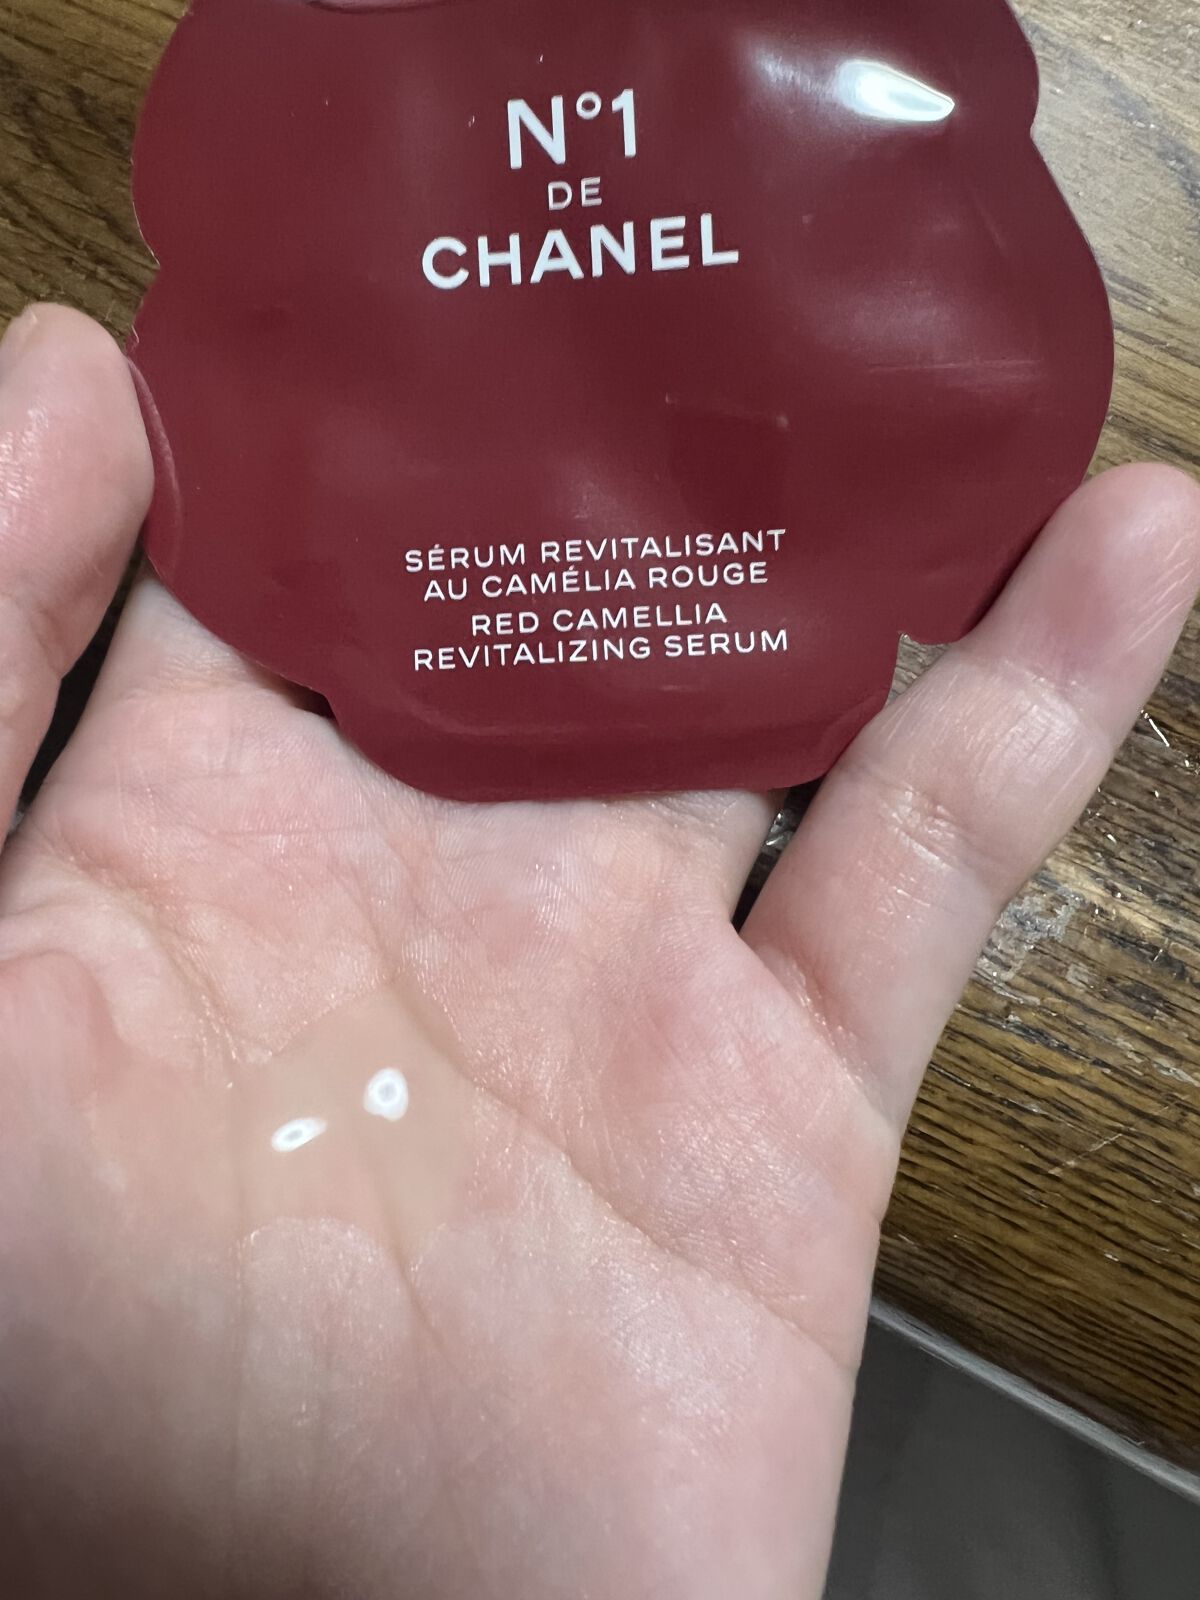 N°1
DE
CHANEL
SÉRUM REVITALISANT
AU CAMÉLIA ROUGE
RED CAMELLIA
REVITALIZING SERUM